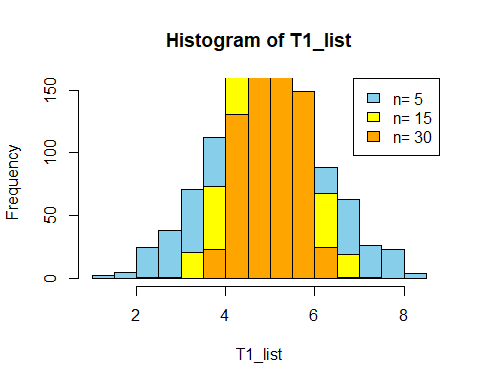 Histogram of T1_list
n= 5
n= 15
n= 30
Frequency
150
100
50
0
2 4 6 8
T1_list